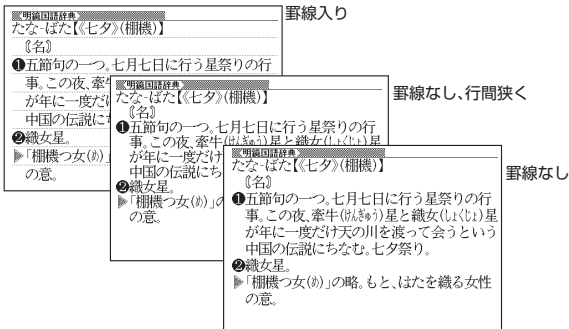 明鏡国語辞典
罫線入り
たな-ばた【《七夕》(棚機)】
〘名〙
❶五節句の一つ。七月七日に行う星祭りの行
事。この夜、牽牛
が年に一度だけ
中国の伝説に
❷織女星。
▶「棚機つ女(め)」
の意。
明鏡国語辞典
罫線なし、行間狭く
たな-ばた【《七夕》(棚機)】
〘名〙
❶五節句の一つ。七月七日に行う星祭りの行
事。この夜、牽牛(けんぎゅう)星と織女(しょくじょ)星
が年に一度だけ
中国の伝説にち
❷織女星。
▶「棚機つ女(め)」の
の意。
明鏡国語辞典
罫線なし
たな-ばた【《七夕》(棚機)】
〘名〙
❶五節句の一つ。七月七日に行う星祭りの行
事。この夜、牽牛(けんぎゅう)星と織女(しょくじょ)星
が年に一度だけ天の川を渡って会うという
中国の伝説にちなむ。七夕祭り。
❷織女星。
▶「棚機つ女(め)」の略。もと、はたを織る女性
の意。